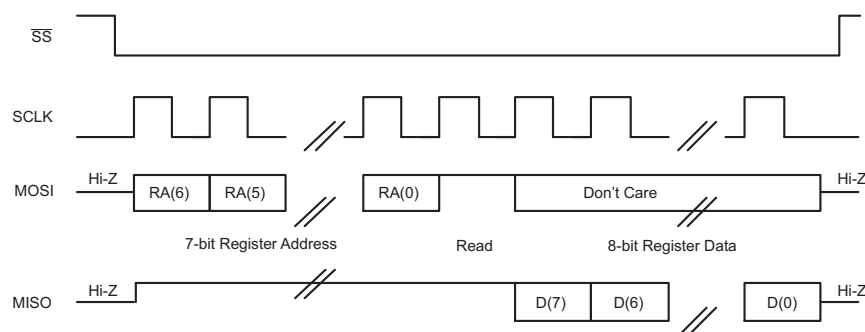 SS
SCLK
MOSI Hi-Z RA(6) RA(5) RA(0) Don't Care Hi-Z
7-bit Register Address Read 8-bit Register Data
MISO Hi-Z D(7) D(6) D(0) Hi-Z